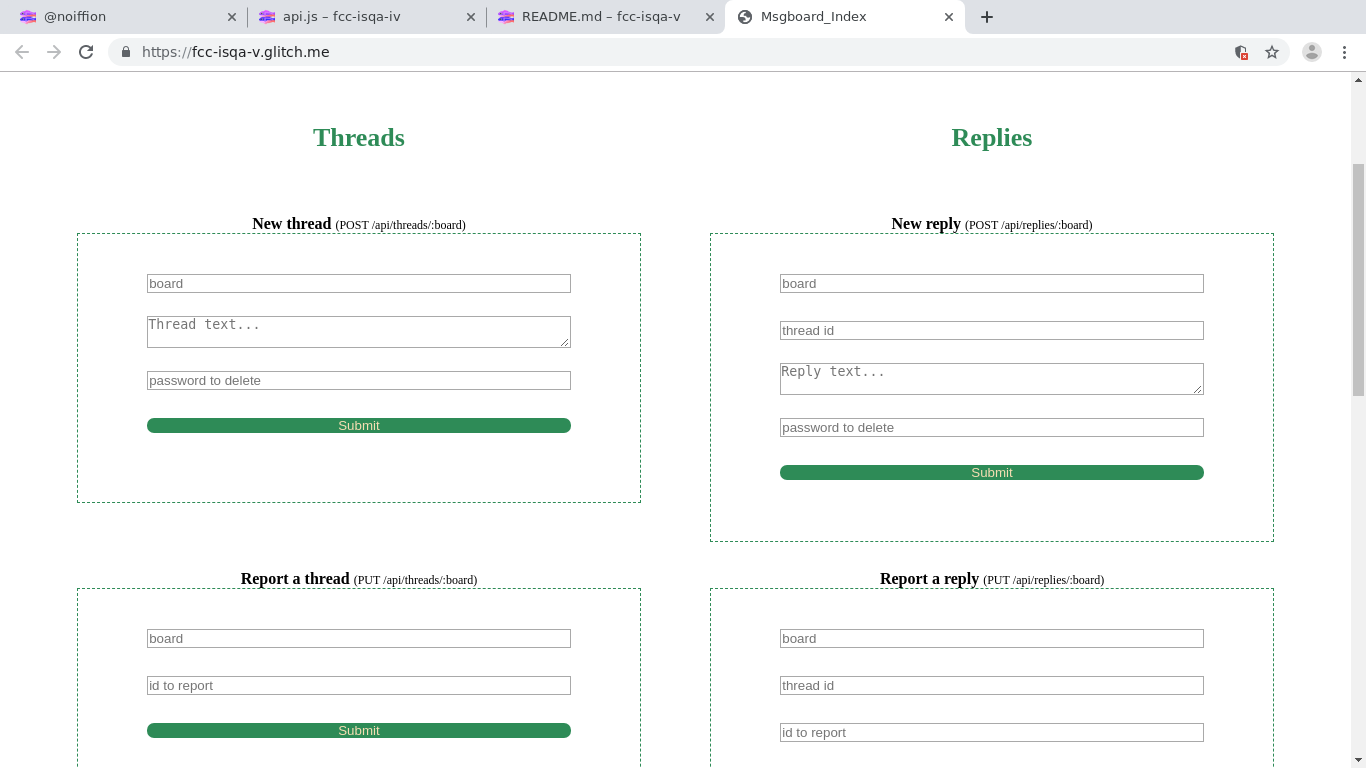 @noiffion
api.js – fcc-isqa-iv
README.md – fcc-isqa-v
Msgboard_Index
https://fcc-isqa-v.glitch.me
Threads
New thread (POST /api/threads/:board)
board
Thread text...
password to delete
Submit
Report a thread (PUT /api/threads/:board)
board
id to report
Submit
Replies
New reply (POST /api/replies/:board)
board
thread id
Reply text...
password to delete
Submit
Report a reply (PUT /api/replies/:board)
board
thread id
id to report